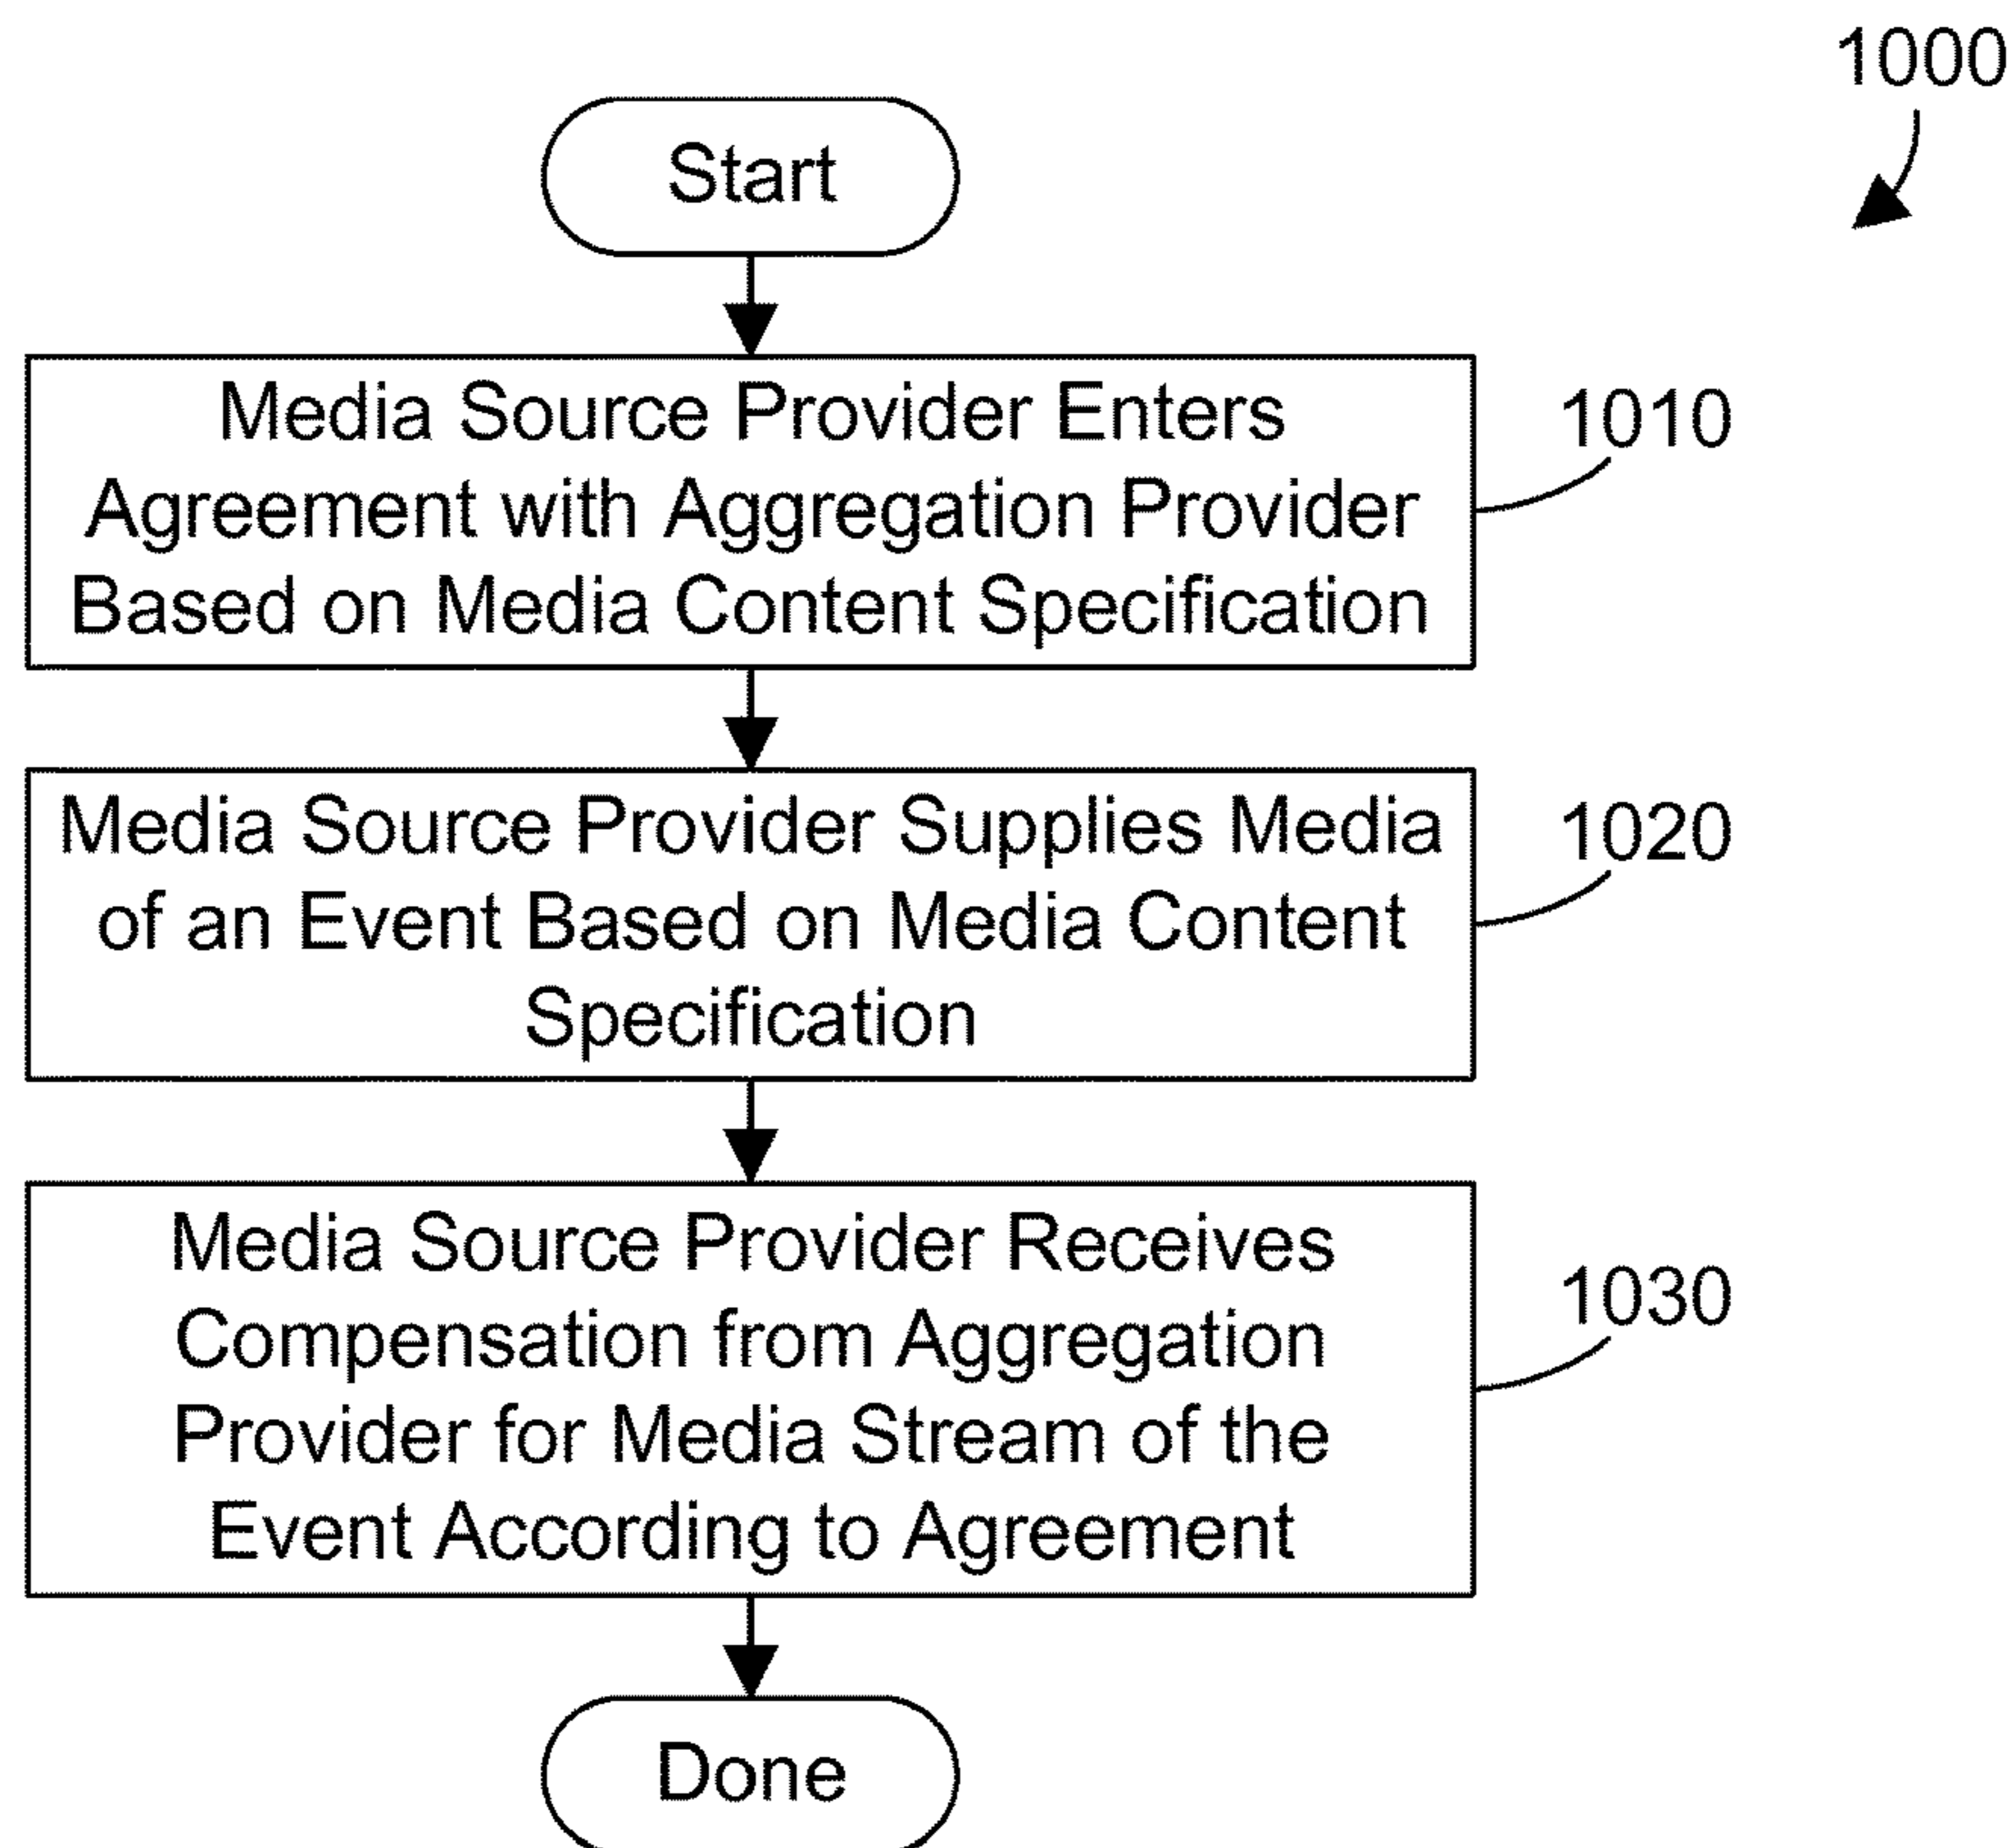 1000
Start
Media Source Provider Enters
Agreement with Aggregation Provider
Based on Media Content Specification
1010
Media Source Provider Supplies Media
of an Event Based on Media Content
Specification
1020
Media Source Provider Receives
Compensation from Aggregation
Provider for Media Stream of the
Event According to Agreement
1030
Done